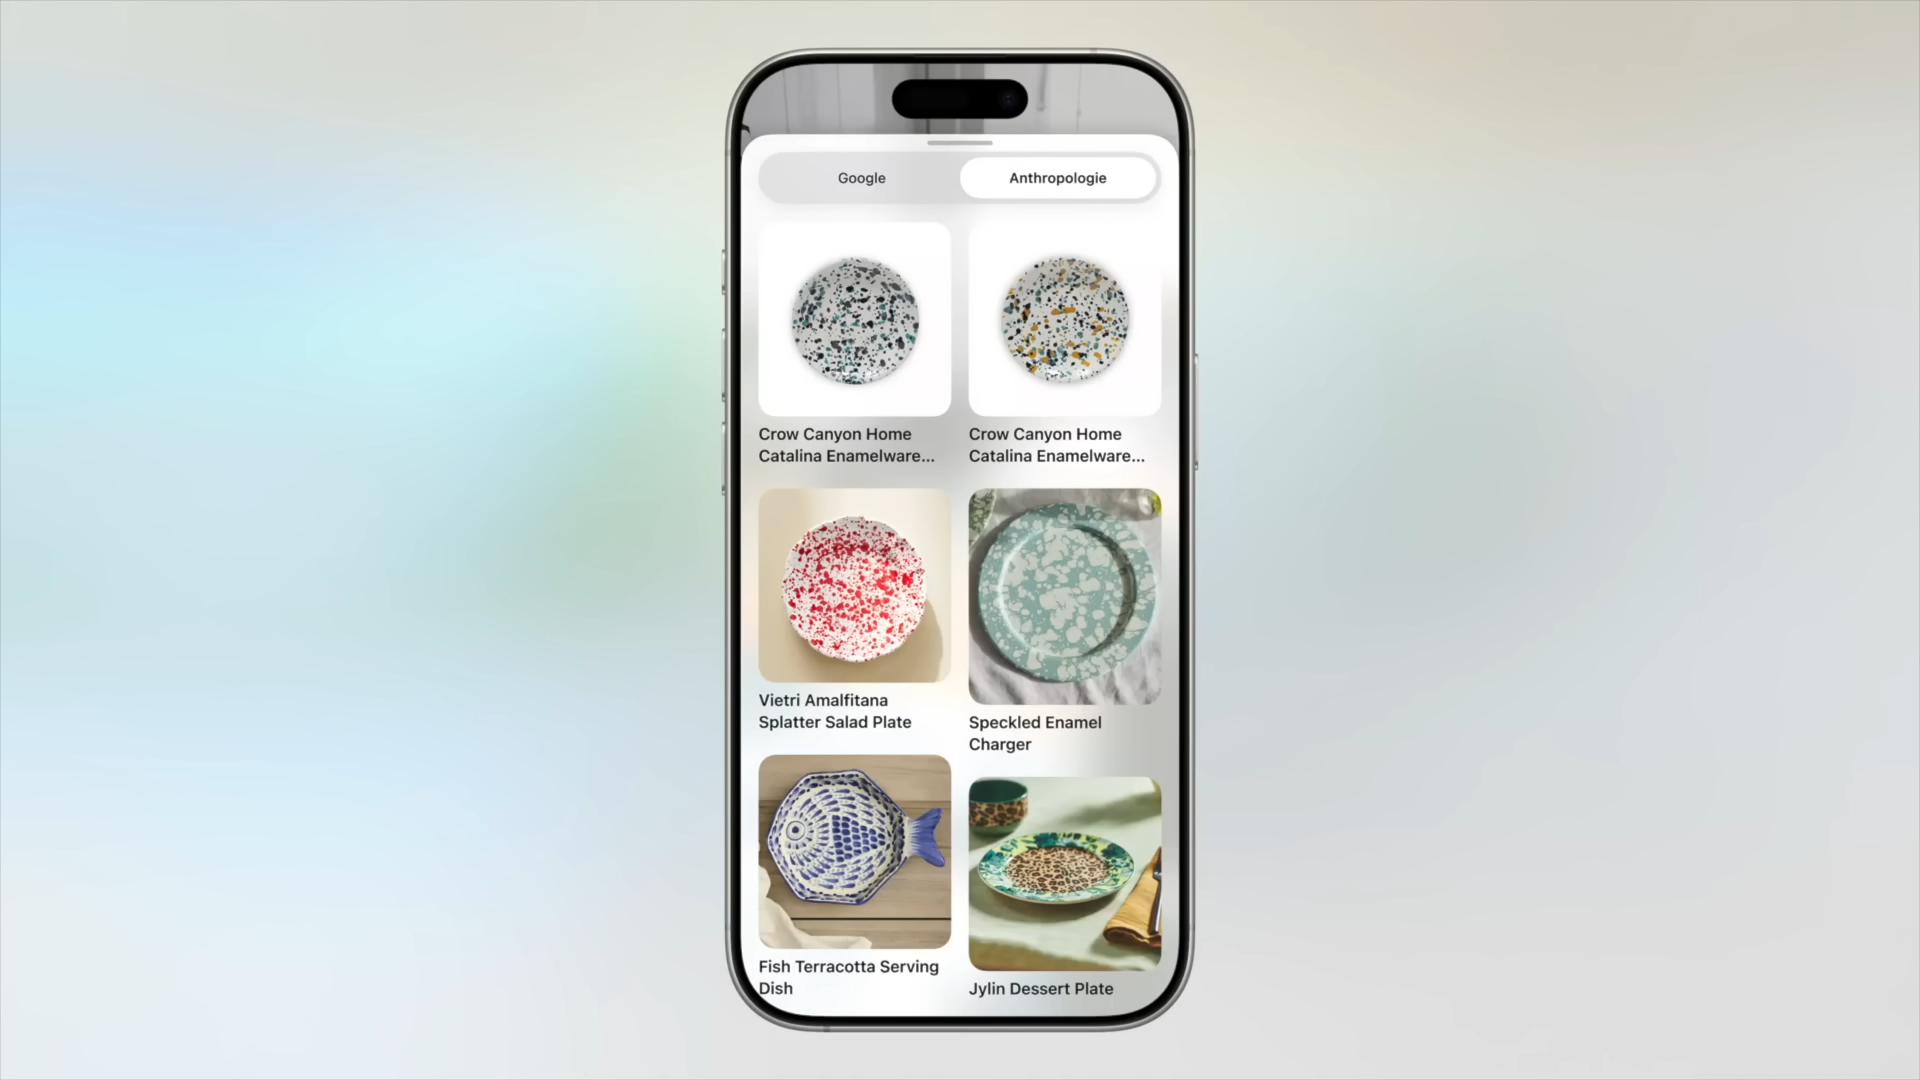 Google
Anthropologie
Crow Canyon Home
Catalina Enamelware...
Crow Canyon Home
Catalina Enamelware...
Vietri Amalfitana
Splatter Salad Plate
Speckled Enamel
Charger
Fish Terracotta Serving
Dish
Jylin Dessert Plate